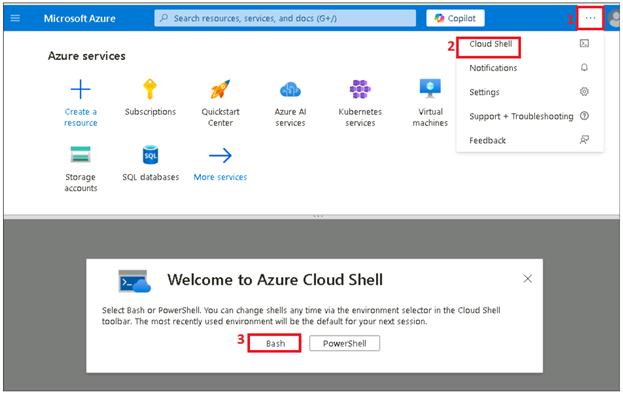 Microsoft Azure
Search resources, services, and docs (G+/)
Copilot
1
...
2
Cloud Shell
Notifications
Settings
Support + Troubleshooting
Feedback
Azure services
Create a
resource
Subscriptions
Quickstart
Center
Azure AI
services
Kubernetes
services
Virtual
machines
Storage
accounts
SQL
SQL databases
More services
Welcome to Azure Cloud Shell
Select Bash or PowerShell. You can change shells any time via the environment selector in the Cloud Shell
toolbar. The most recently used environment will be the default for your next session.
3
Bash
PowerShell